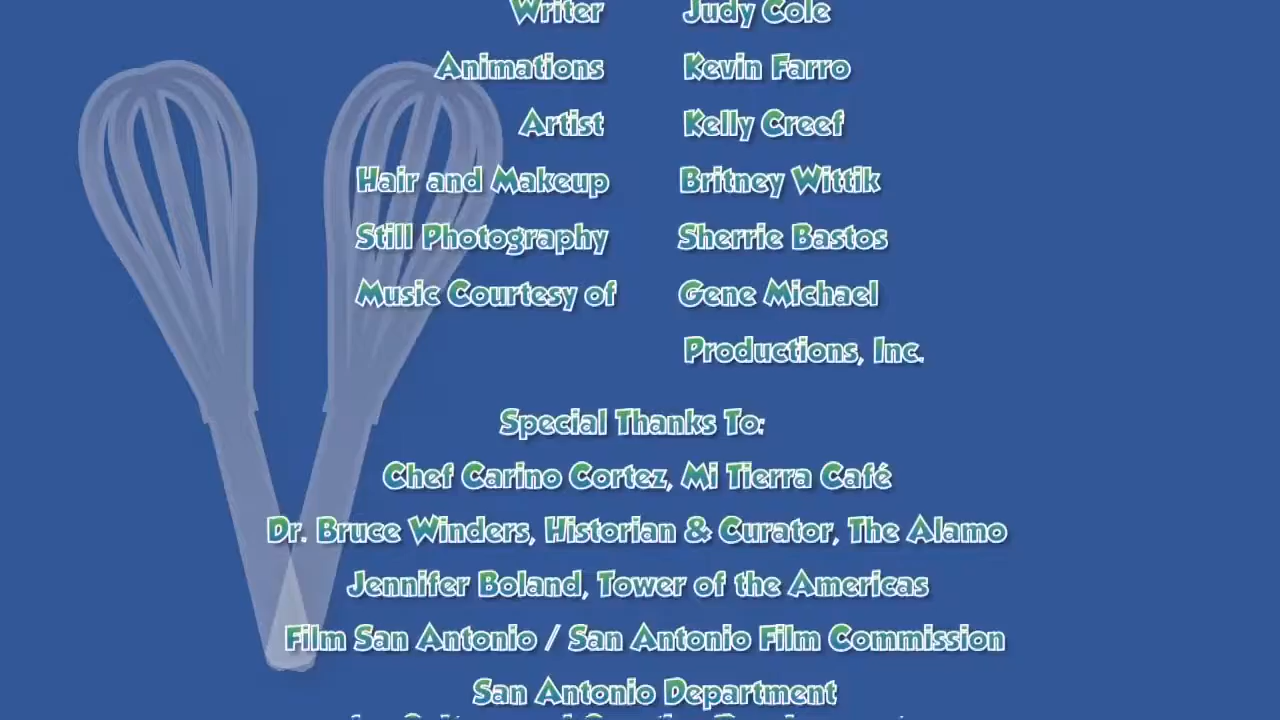 Writer Judy Cole
Animations Kevin Farro
Artist Kelly Creef
Hair and Makeup Britney Wittik
Still Photography Sherrie Bastos
Music Courtesy of Gene Michael
Productions, Inc.
Special Thanks To:
Chef Carino Cortez, Mi Tierra Café
Dr. Bruce Winders, Historian & Curator, The Alamo
Jennifer Boland, Tower of the Americas
Film San Antonio / San Antonio Film Commission
San Antonio Department